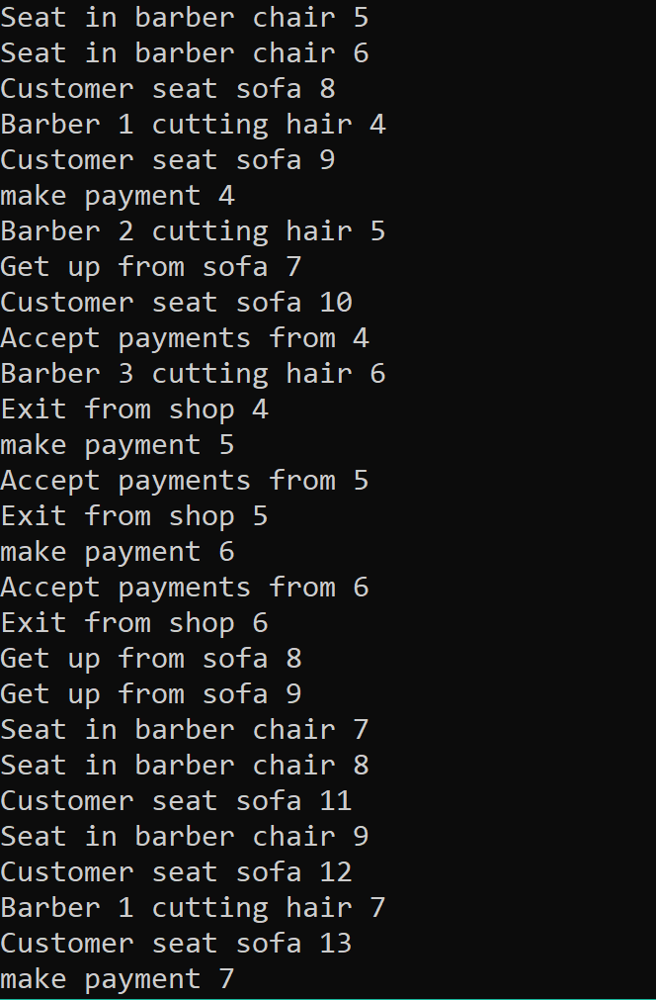 Seat in barber chair 5
Seat in barber chair 6
Customer seat sofa 8
Barber 1 cutting hair 4
Customer seat sofa 9
make payment 4
Barber 2 cutting hair 5
Get up from sofa 7
Customer seat sofa 10
Accept payments from 4
Barber 3 cutting hair 6
Exit from shop 4
make payment 5
Accept payments from 5
Exit from shop 5
make payment 6
Accept payments from 6
Exit from shop 6
Get up from sofa 8
Get up from sofa 9
Seat in barber chair 7
Seat in barber chair 8
Customer seat sofa 11
Seat in barber chair 9
Customer seat sofa 12
Barber 1 cutting hair 7
Customer seat sofa 13
make payment 7